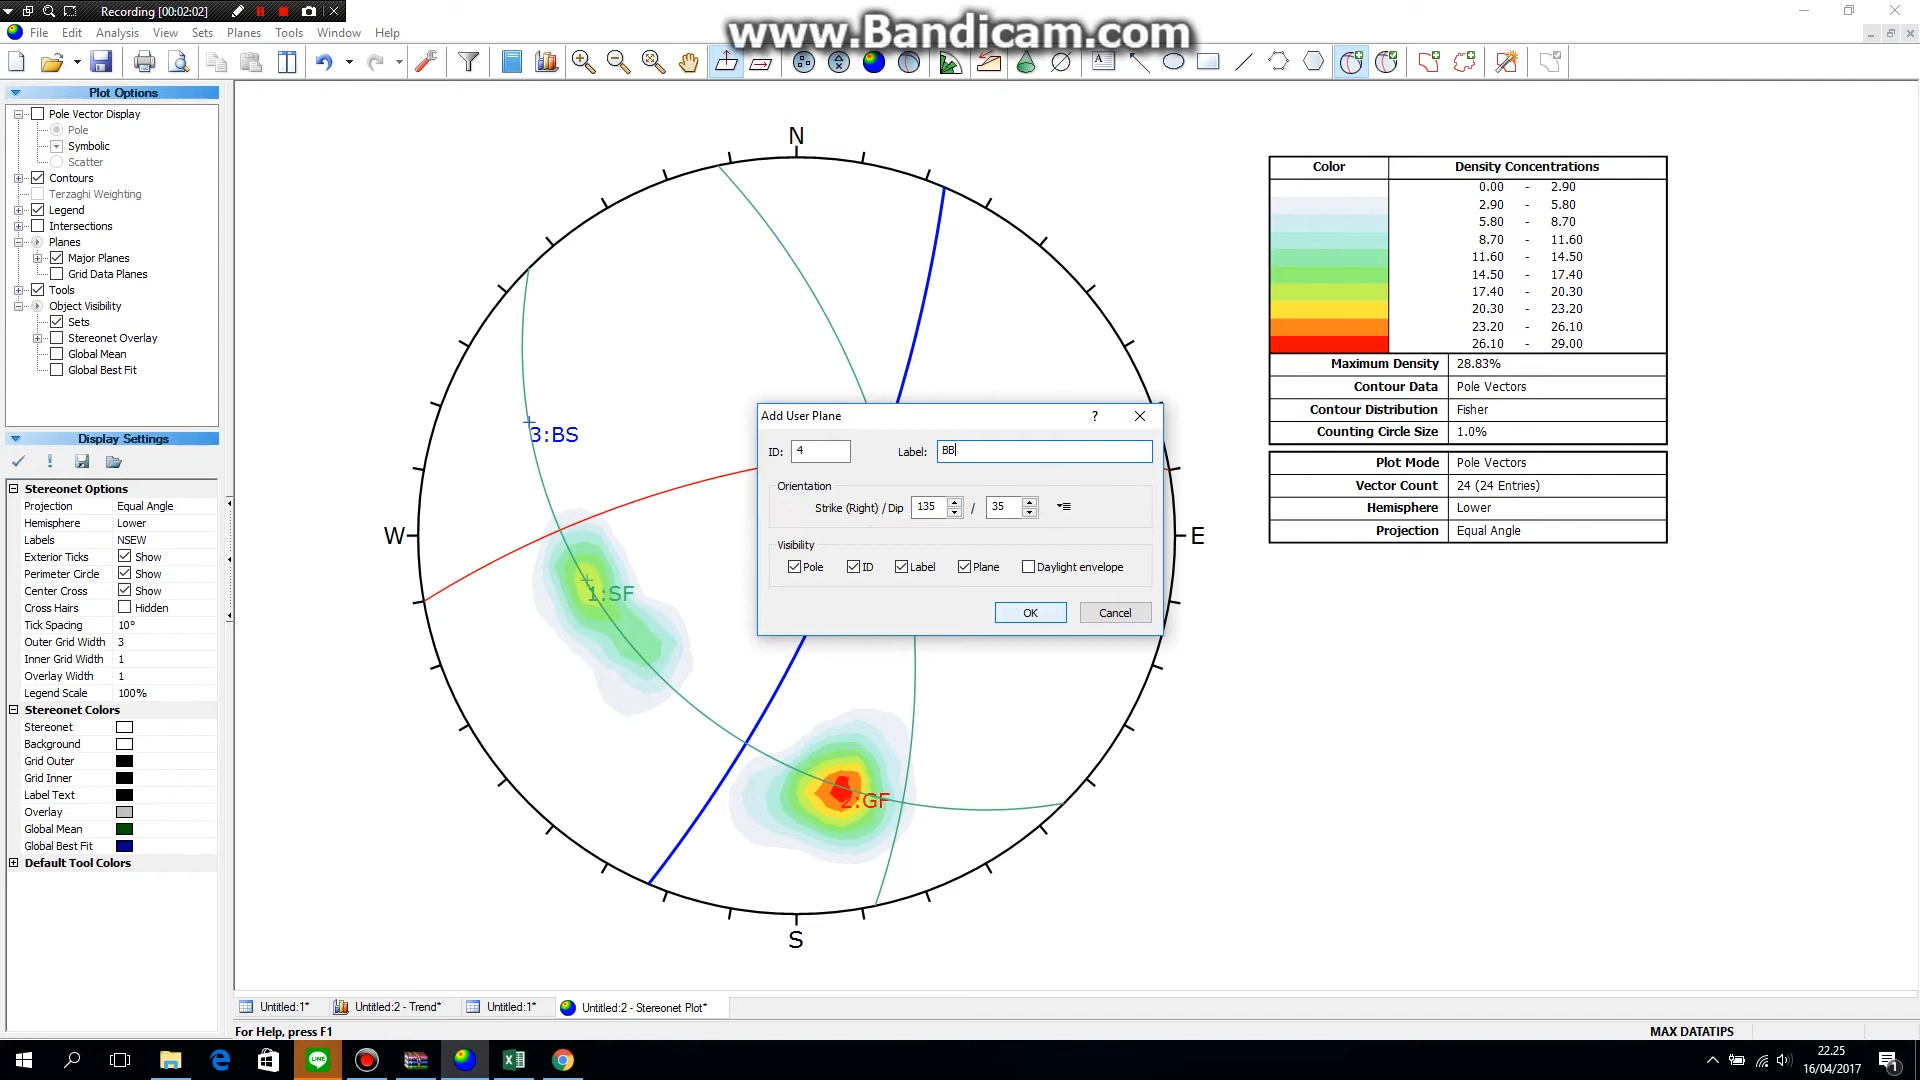 Recording [00:02:02]
www.Bandicam.com
File Edit Analysis View Sets Planes Tools Window Help
Plot Options
Pole Vector Display
Pole
Symbolic
Scatter
Contours
Terzaghi Weighting
Legend
Intersections
Planes
Major Planes
Grid Data Planes
Tools
Object Visibility
Sets
Stereonet Overlay
Global Mean
Global Best Fit
Display Settings
Stereonet Options
Projection Equal Angle
Hemisphere Lower
Labels NSEW
Exterior Ticks Show
Perimeter Circle Show
Center Cross Show
Cross Hairs Hidden
Tick Spacing 10°
Outer Grid Width 3
Inner Grid Width 1
Overlay Width 1
Legend Scale 100%
Stereonet Colors
Stereonet
Background
Grid Outer
Grid Inner
Label Text
Overlay
Global Mean
Global Best Fit
Default Tool Colors
N
W
E
S
3:BS
1:SF
2:GF
Add User Plane ?
ID: 4 Label: BB
Orientation
Strike (Right) / Dip 135 / 35
Visibility
Pole ID Label Plane Daylight envelope
OK Cancel
Color Density Concentrations
0.00 - 2.90
2.90 - 5.80
5.80 - 8.70
8.70 - 11.60
11.60 - 14.50
14.50 - 17.40
17.40 - 20.30
20.30 - 23.20
23.20 - 26.10
26.10 - 29.00
Maximum Density 28.83%
Contour Data Pole Vectors
Contour Distribution Fisher
Counting Circle Size 1.0%
Plot Mode Pole Vectors
Vector Count 24 (24 Entries)
Hemisphere Lower
Projection Equal Angle
Untitled:1* Untitled:2 - Trend* Untitled:1* Untitled:2 - Stereonet Plot*
For Help, press F1 MAX DATATIPS
LINE
22.25
16/04/2017
1